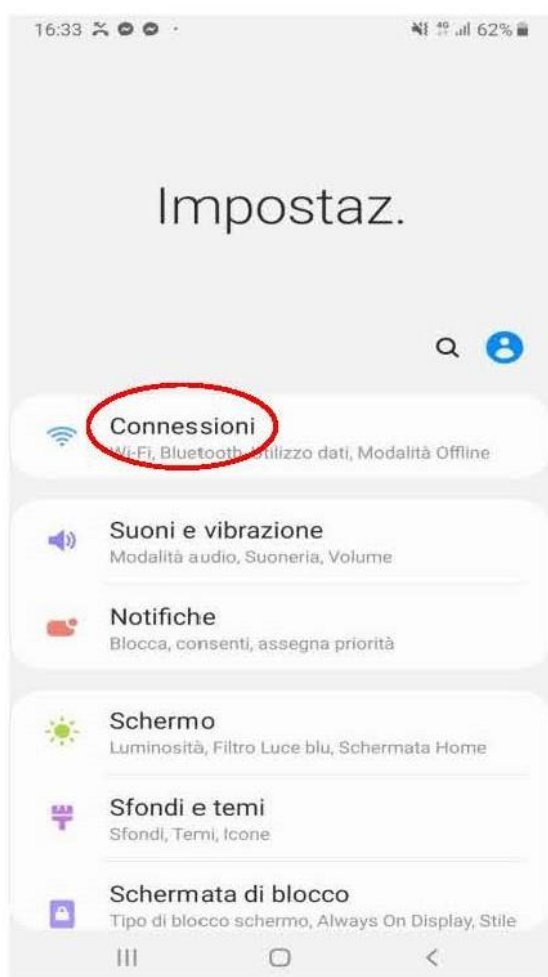 16:33
4G 62%
Impostaz.
Connessioni
Wi-Fi, Bluetooth, Utilizzo dati, Modalità Offline
Suoni e vibrazione
Modalità audio, Suoneria, Volume
Notifiche
Blocca, consenti, assegna priorità
Schermo
Luminosità, Filtro Luce blu, Schermata Home
Sfondi e temi
Sfondi, Temi, Icone
Schermata di blocco
Tipo di blocco schermo, Always On Display, Stile